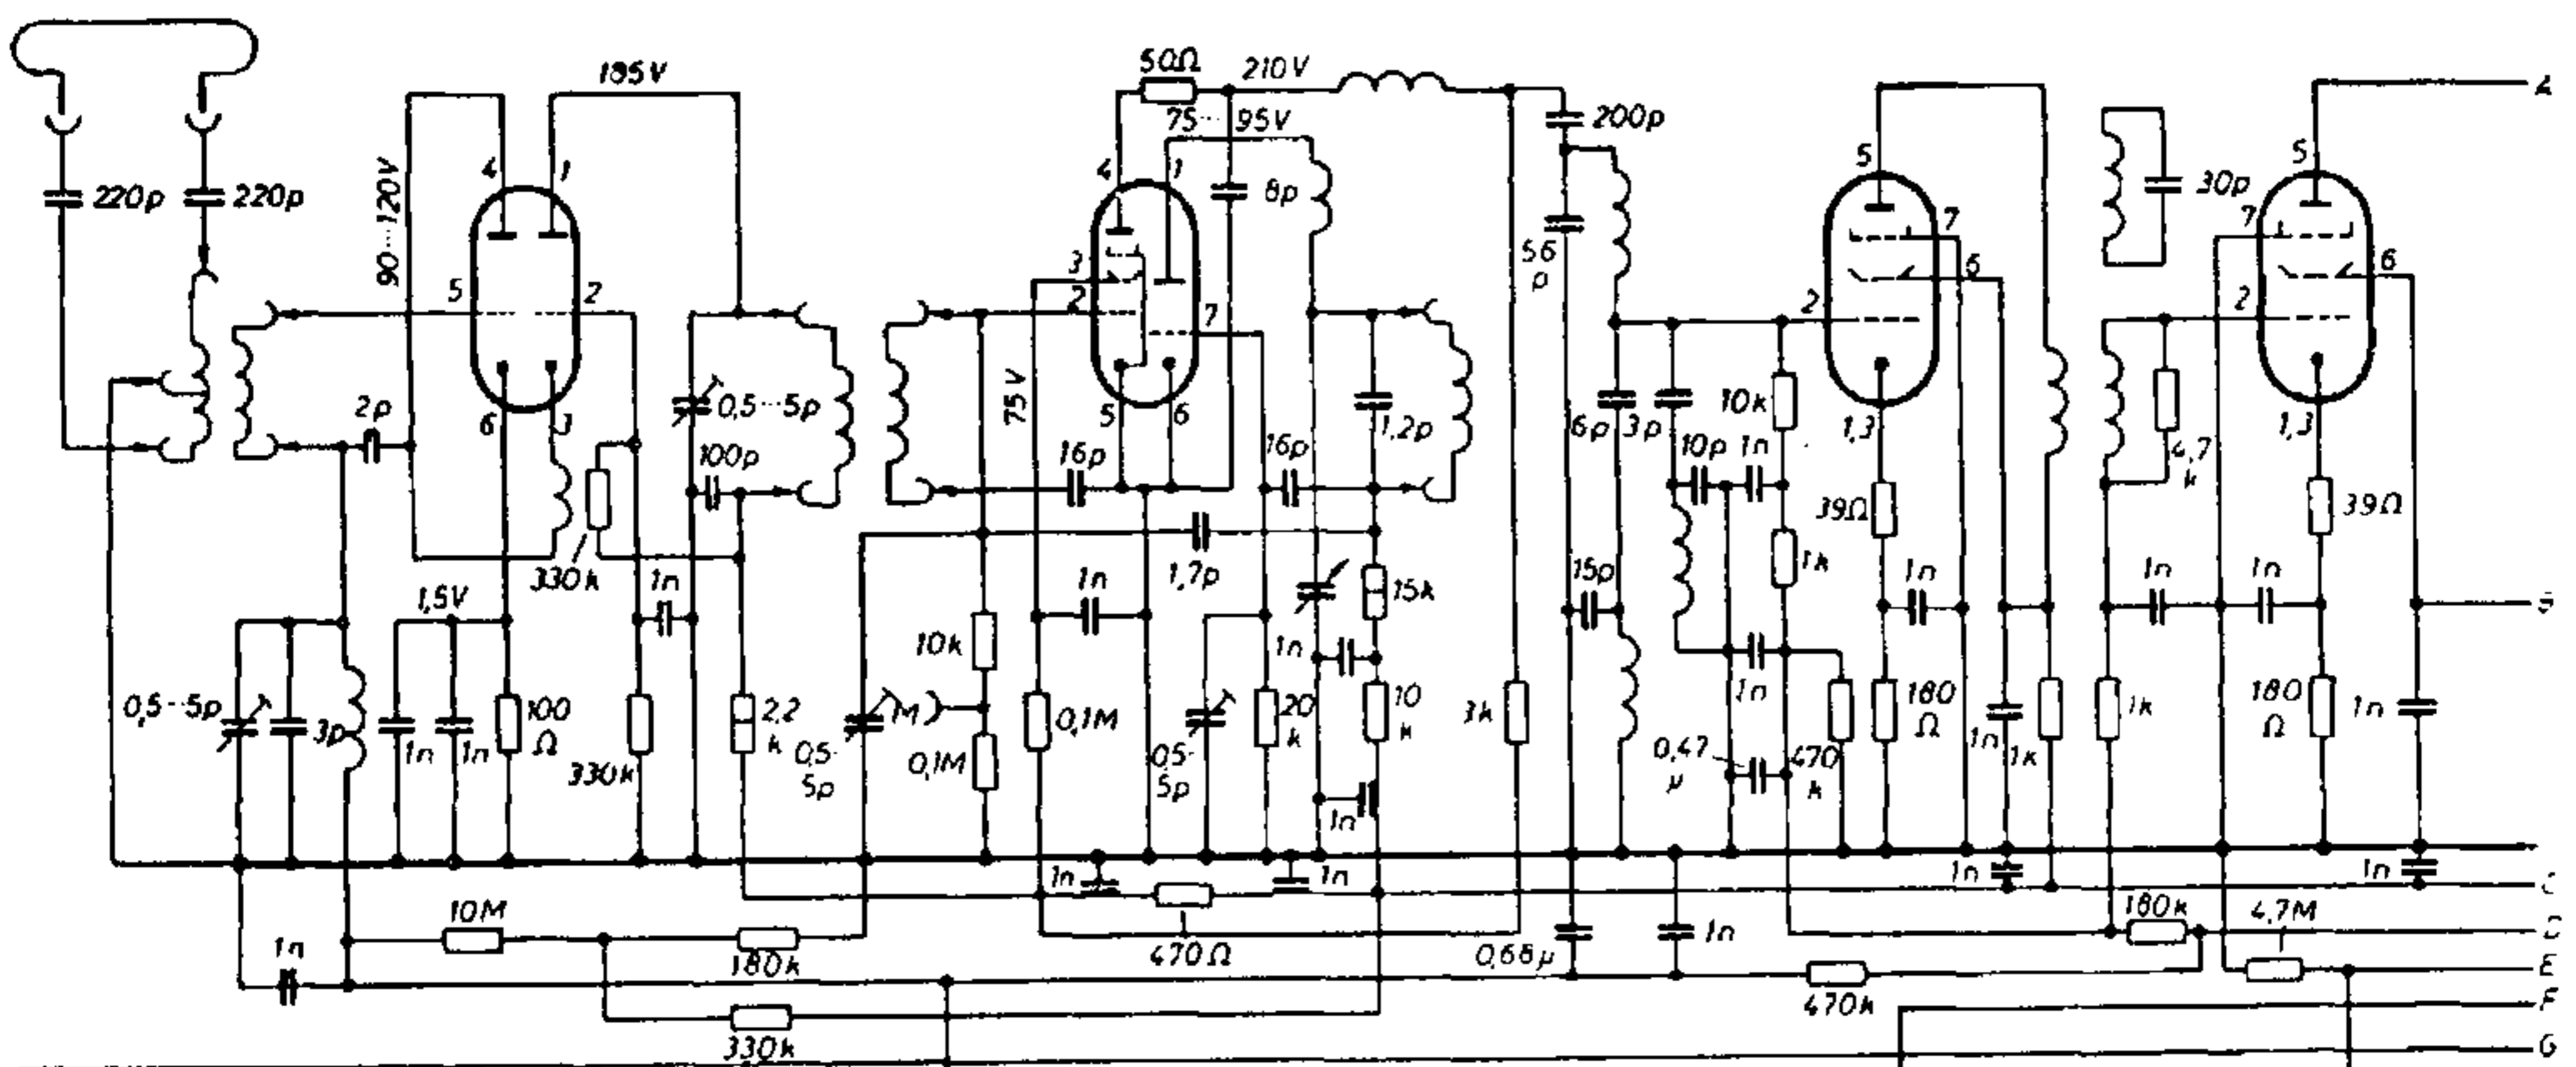 185V
50Ω
210V
75...95V
A
200p
220p
220p
90...120V
4
1
4
1
8p
5
7
5
30p
7
56
p
5
2
3
2
7
6
6
2
2
2p
6
3
0,5...5p
75V
5
6
1,2p
6p
3p
10k
1,3
1,3
100p
16p
16p
10p
1n
4,7
k
330k
1n
1,7p
15k
39Ω
39Ω
1,5V
1n
15p
1k
1n
1n
1n
10k
1n
0,5...5p
3p
1n
1n
100
Ω
330k
2,2
k
0,5-
5p
M
0,1M
0,1M
0,5-
5p
20
k
10
k
3k
1n
0,47
µ
470
k
180
Ω
1n
1k
1k
180
Ω
1n
1n
1n
1n
1n
1n
10M
180k
470Ω
0,68µ
1n
180k
4,7M
1n
E
470k
F
330k
G